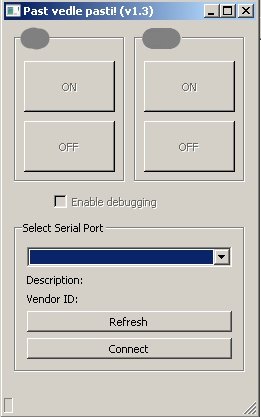 Past vedle pasti! (v1.3)
ON ON
OFF OFF
Enable debugging
Select Serial Port
Description:
Vendor ID:
Refresh
Connect